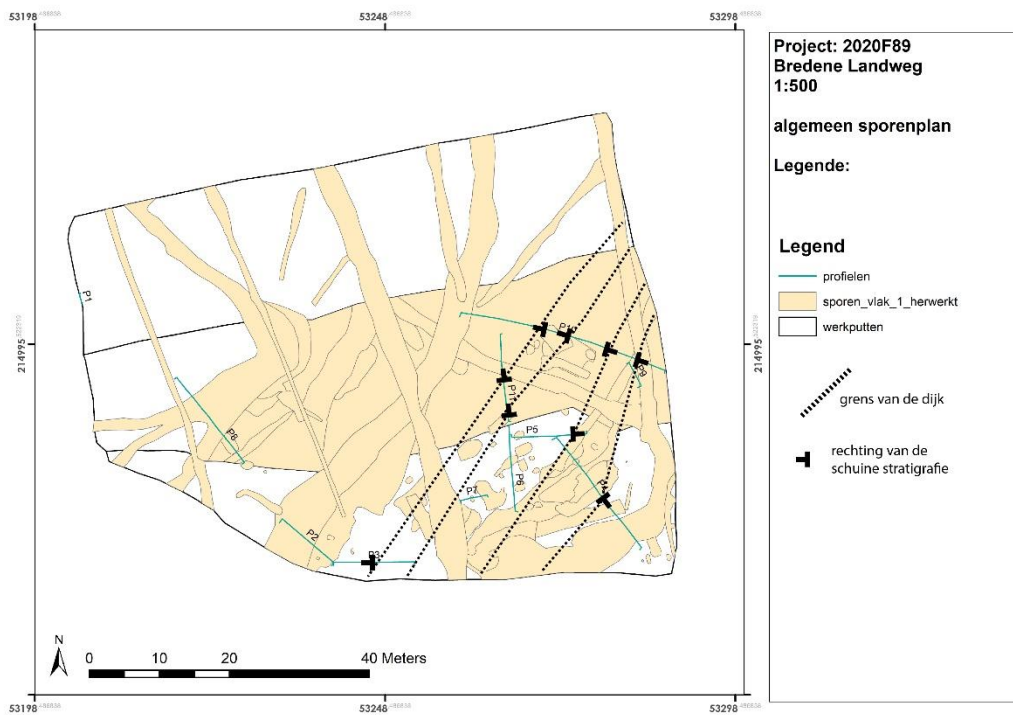 53198
53248
53298
Project: 2020F89
Bredene Landweg
1:500
algemeen sporenplan
Legende:
Legend
profielen
sporen_vlak_1_herwerkt
werkputten
grens van de dijk
rechting van de
schuine stratigrafie
214995
214995
P1
P8
P2
P3
P7
P6
P5
P11
P9
N
0 10 20 40 Meters
53198
53248
53298